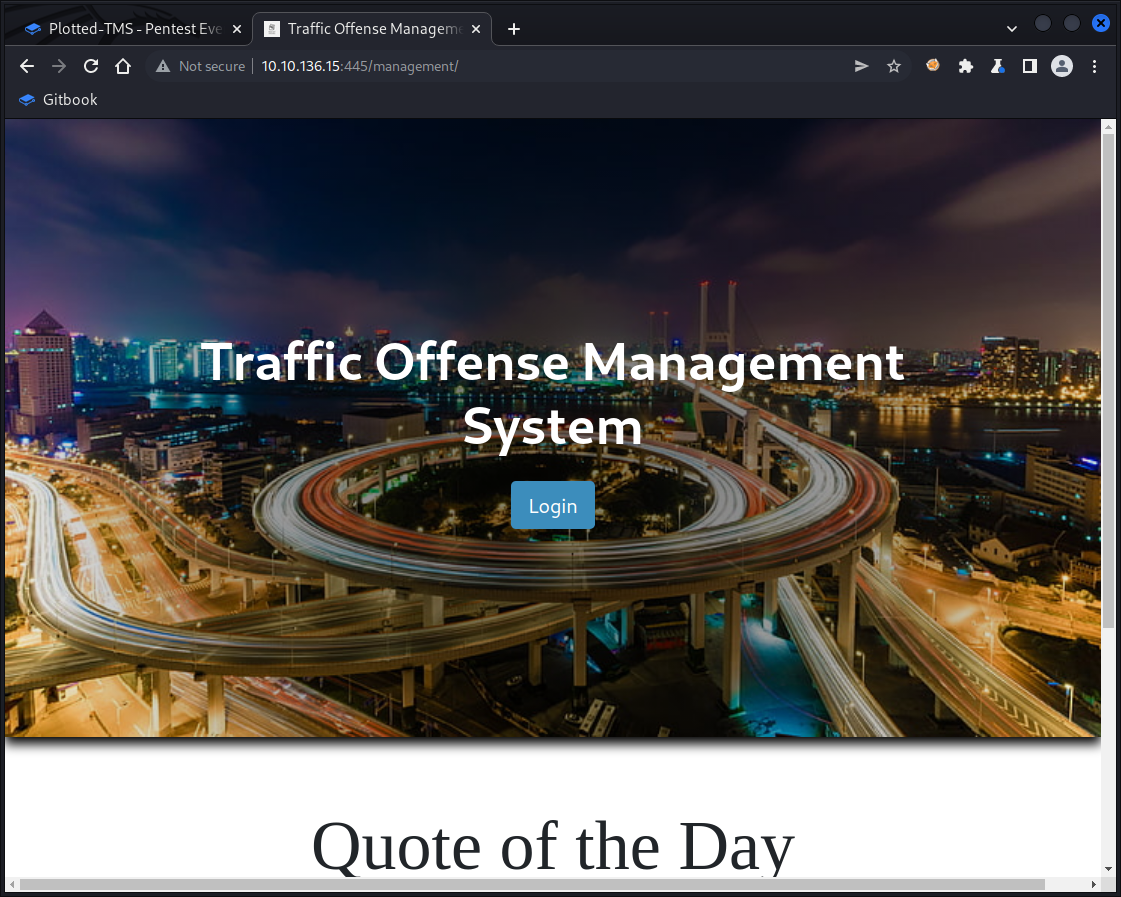 Plotted-TMS - Pentest Eve
Traffic Offense Managem
Not secure
10.10.136.15:445/management/
Gitbook
Traffic Offense Management
System
Login
Quote of the Day